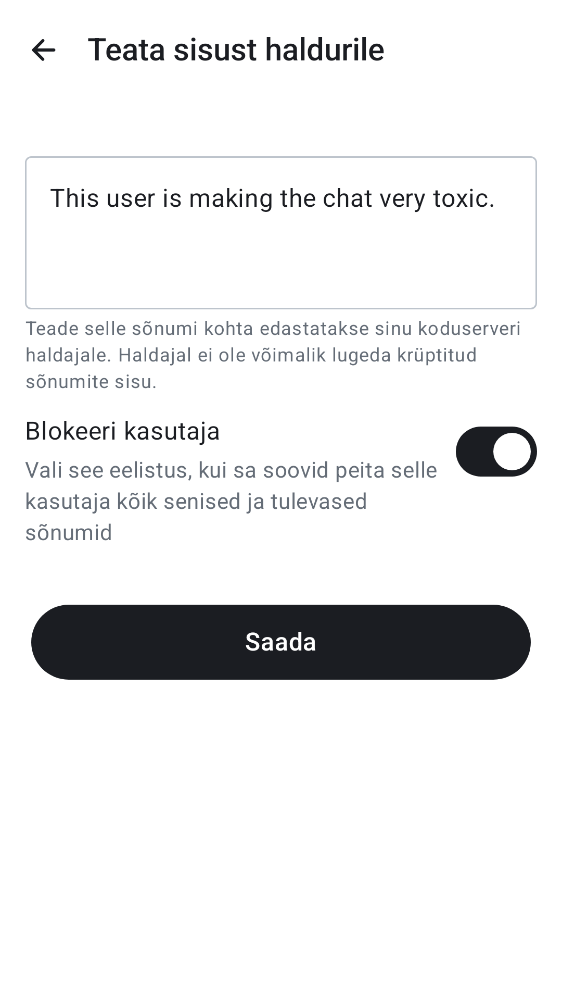 Teata sisust haldurile
This user is making the chat very toxic.
Teade selle sõnumi kohta edastatakse sinu koduserveri
haldajale. Haldajal ei ole võimalik lugeda krüptitud
sõnumite sisu.
Blokeeri kasutaja
Vali see eelistus, kui sa soovid peita selle
kasutaja kõik senised ja tulevased
sõnumid
Saada